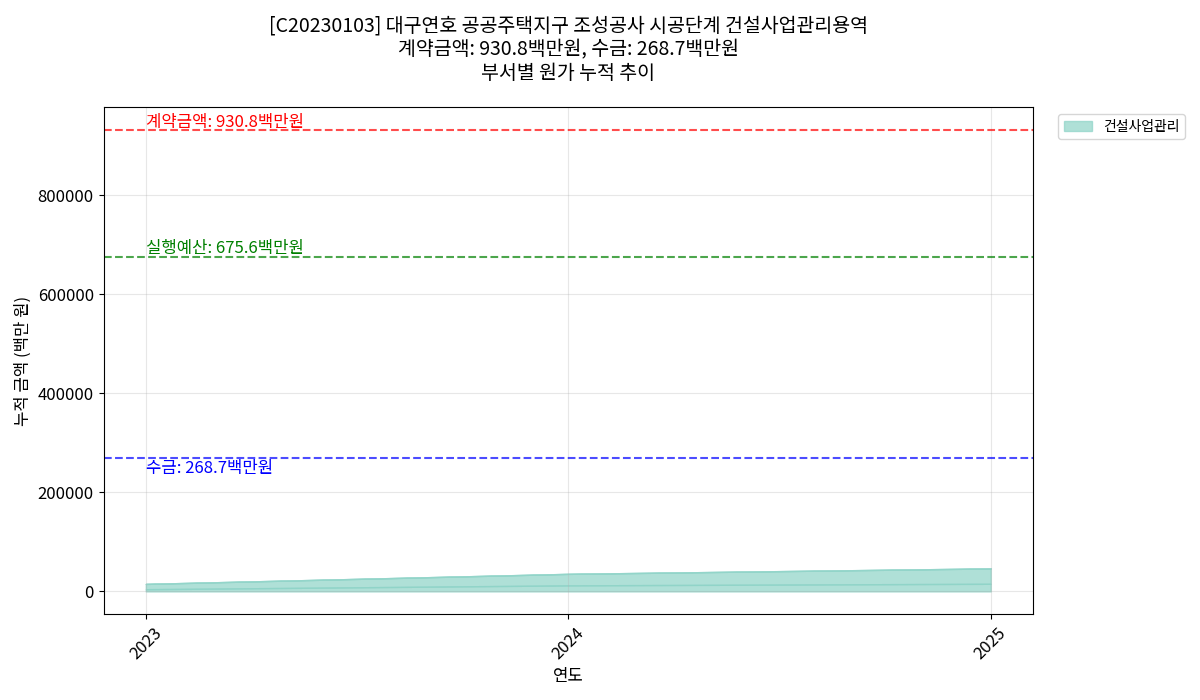 [C20230103] 대구연호 공공주택지구 조성공사 시공단계 건설사업관리용역
계약금액: 930.8백만원, 수금: 268.7백만원
부서별 원가 누적 추이
계약금액: 930.8백만원
건설사업관리
800000
실행예산: 675.6백만원
600000
누적 금액 (백만 원)
400000
수금: 268.7백만원
200000
0
2023
2024
2025
연도